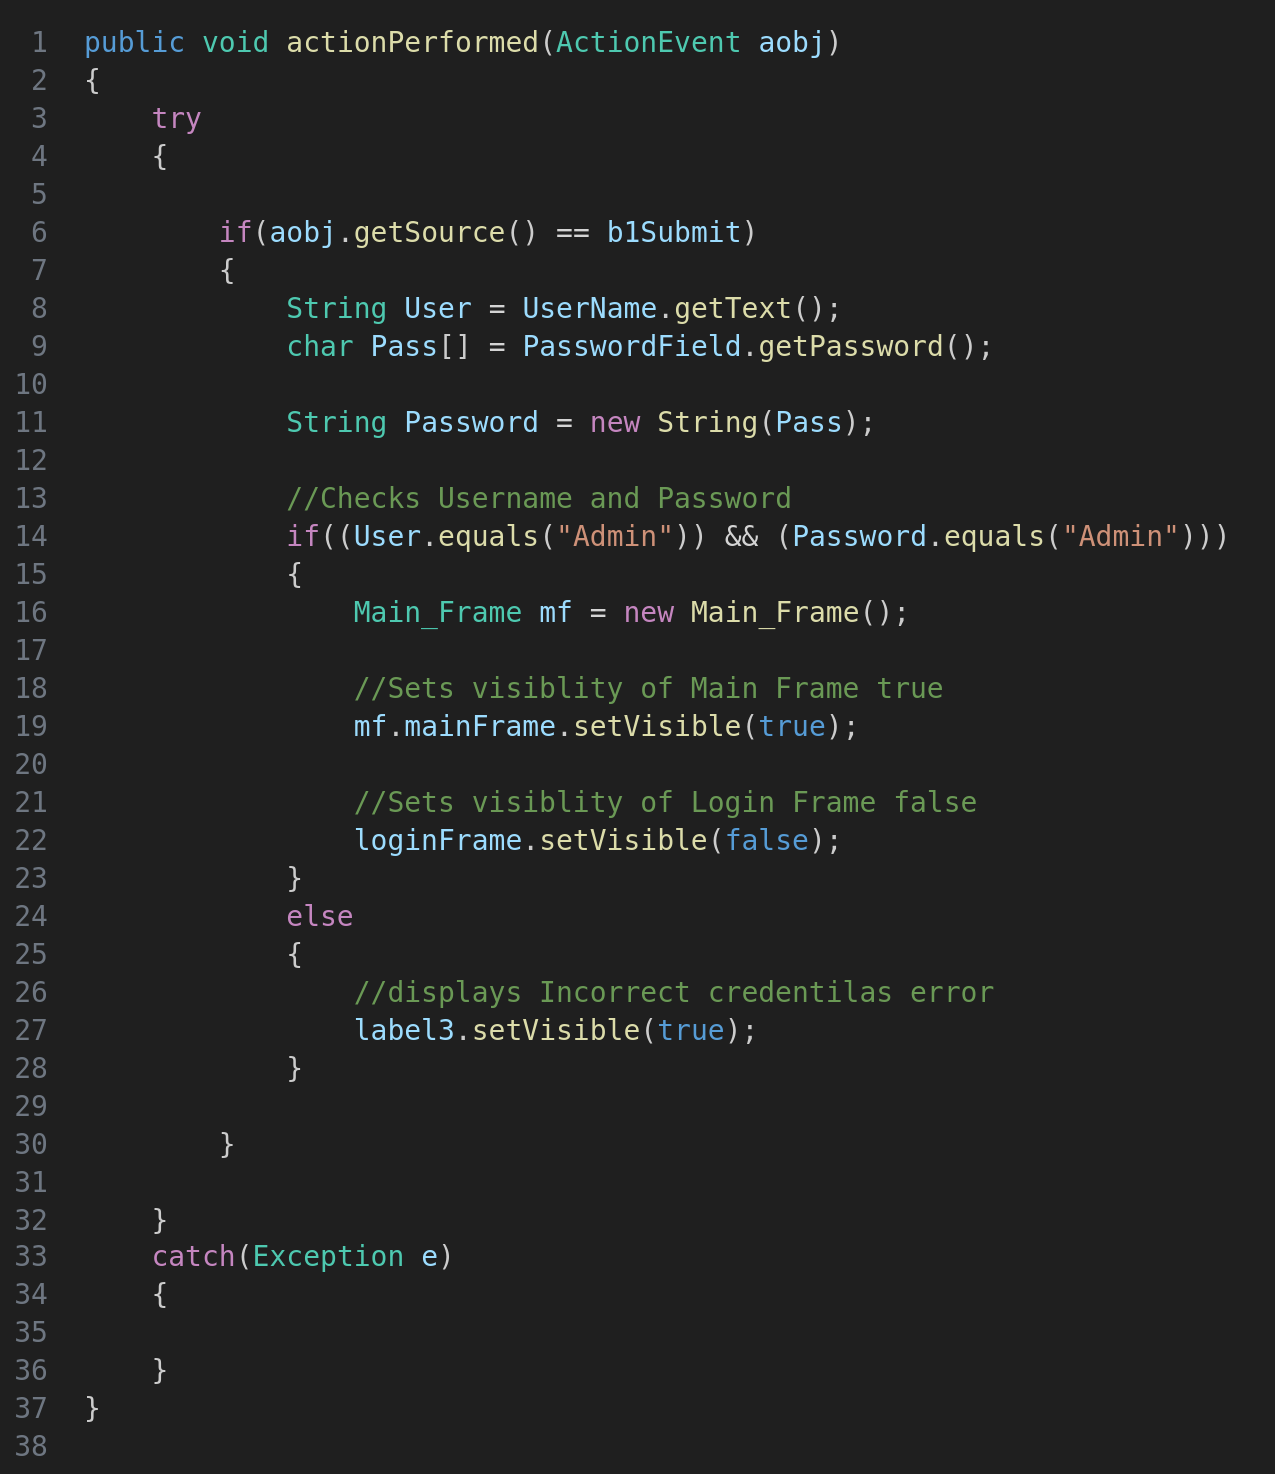 1 public void actionPerformed(ActionEvent aobj)
2 {
3     try
4     {
5
6         if(aobj.getSource() == b1Submit)
7         {
8             String User = UserName.getText();
9             char Pass[] = PasswordField.getPassword();
10
11             String Password = new String(Pass);
12
13             //Checks Username and Password
14             if((User.equals("Admin")) && (Password.equals("Admin")))
15             {
16                 Main_Frame mf = new Main_Frame();
17
18                 //Sets visiblity of Main Frame true
19                 mf.mainFrame.setVisible(true);
20
21                 //Sets visiblity of Login Frame false
22                 loginFrame.setVisible(false);
23             }
24             else
25             {
26                 //displays Incorrect credentilas error
27                 label3.setVisible(true);
28             }
29
30         }
31
32     }
33     catch(Exception e)
34     {
35
36     }
37 }
38